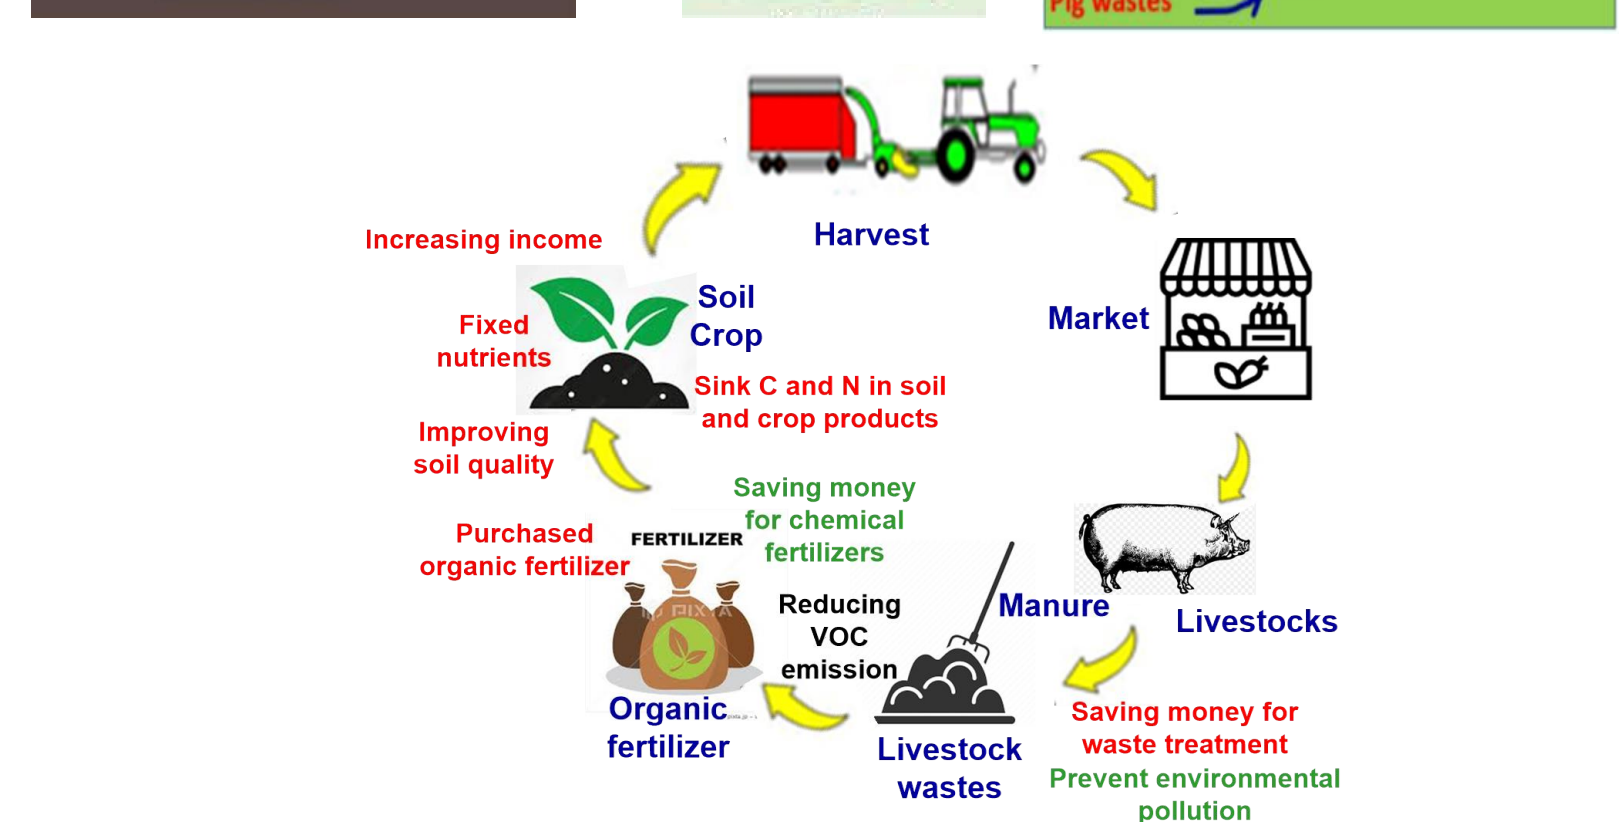 Pig wastes
Harvest
Increasing income
Soil
Crop
Market
Fixed
nutrients
Sink C and N in soil
and crop products
Improving
soil quality
Saving money
for chemical
fertilizers
Purchased
organic fertilizer
FERTILIZER
PIXTA
Reducing
VOC
emission
Manure
Livestocks
Organic
fertilizer
Livestock
wastes
Saving money for
waste treatment
Prevent environmental
pollution